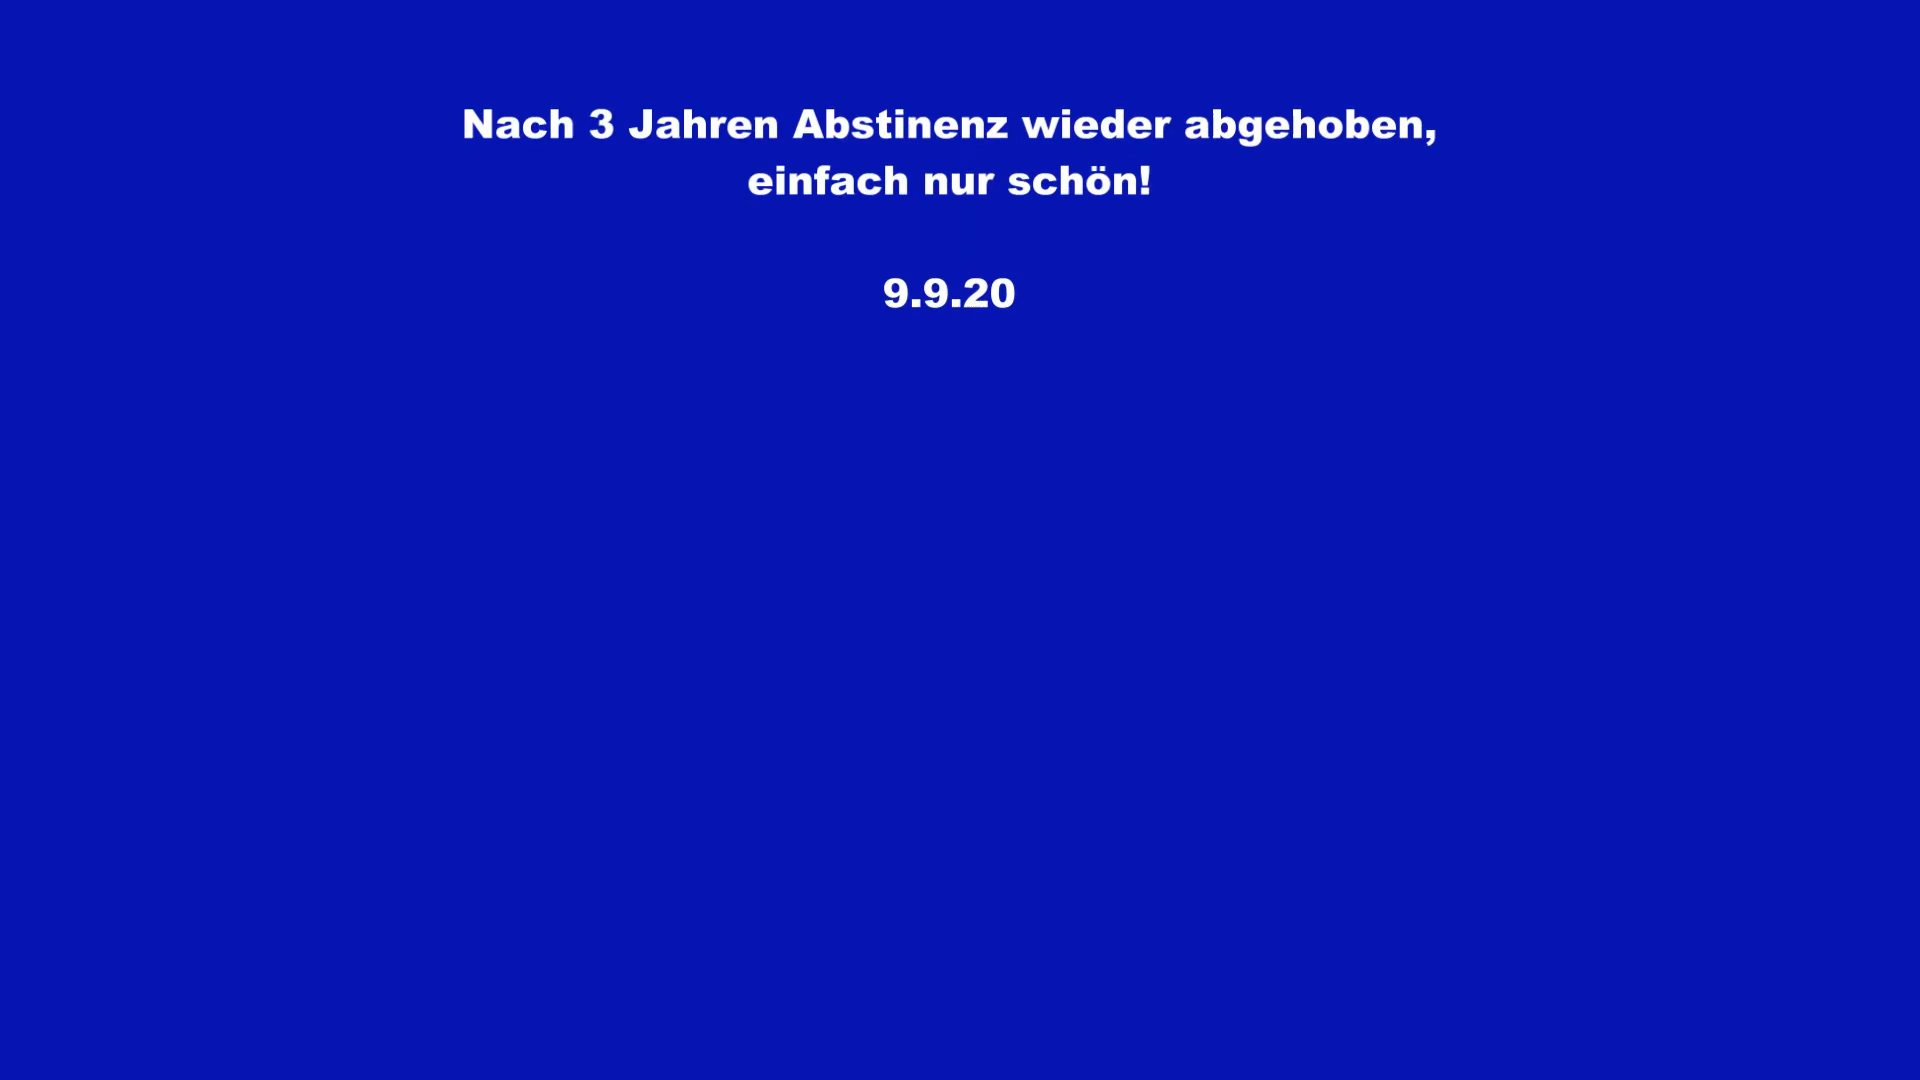 Nach 3 Jahren Abstinenz wieder abgehoben,
einfach nur schön!
9.9.20